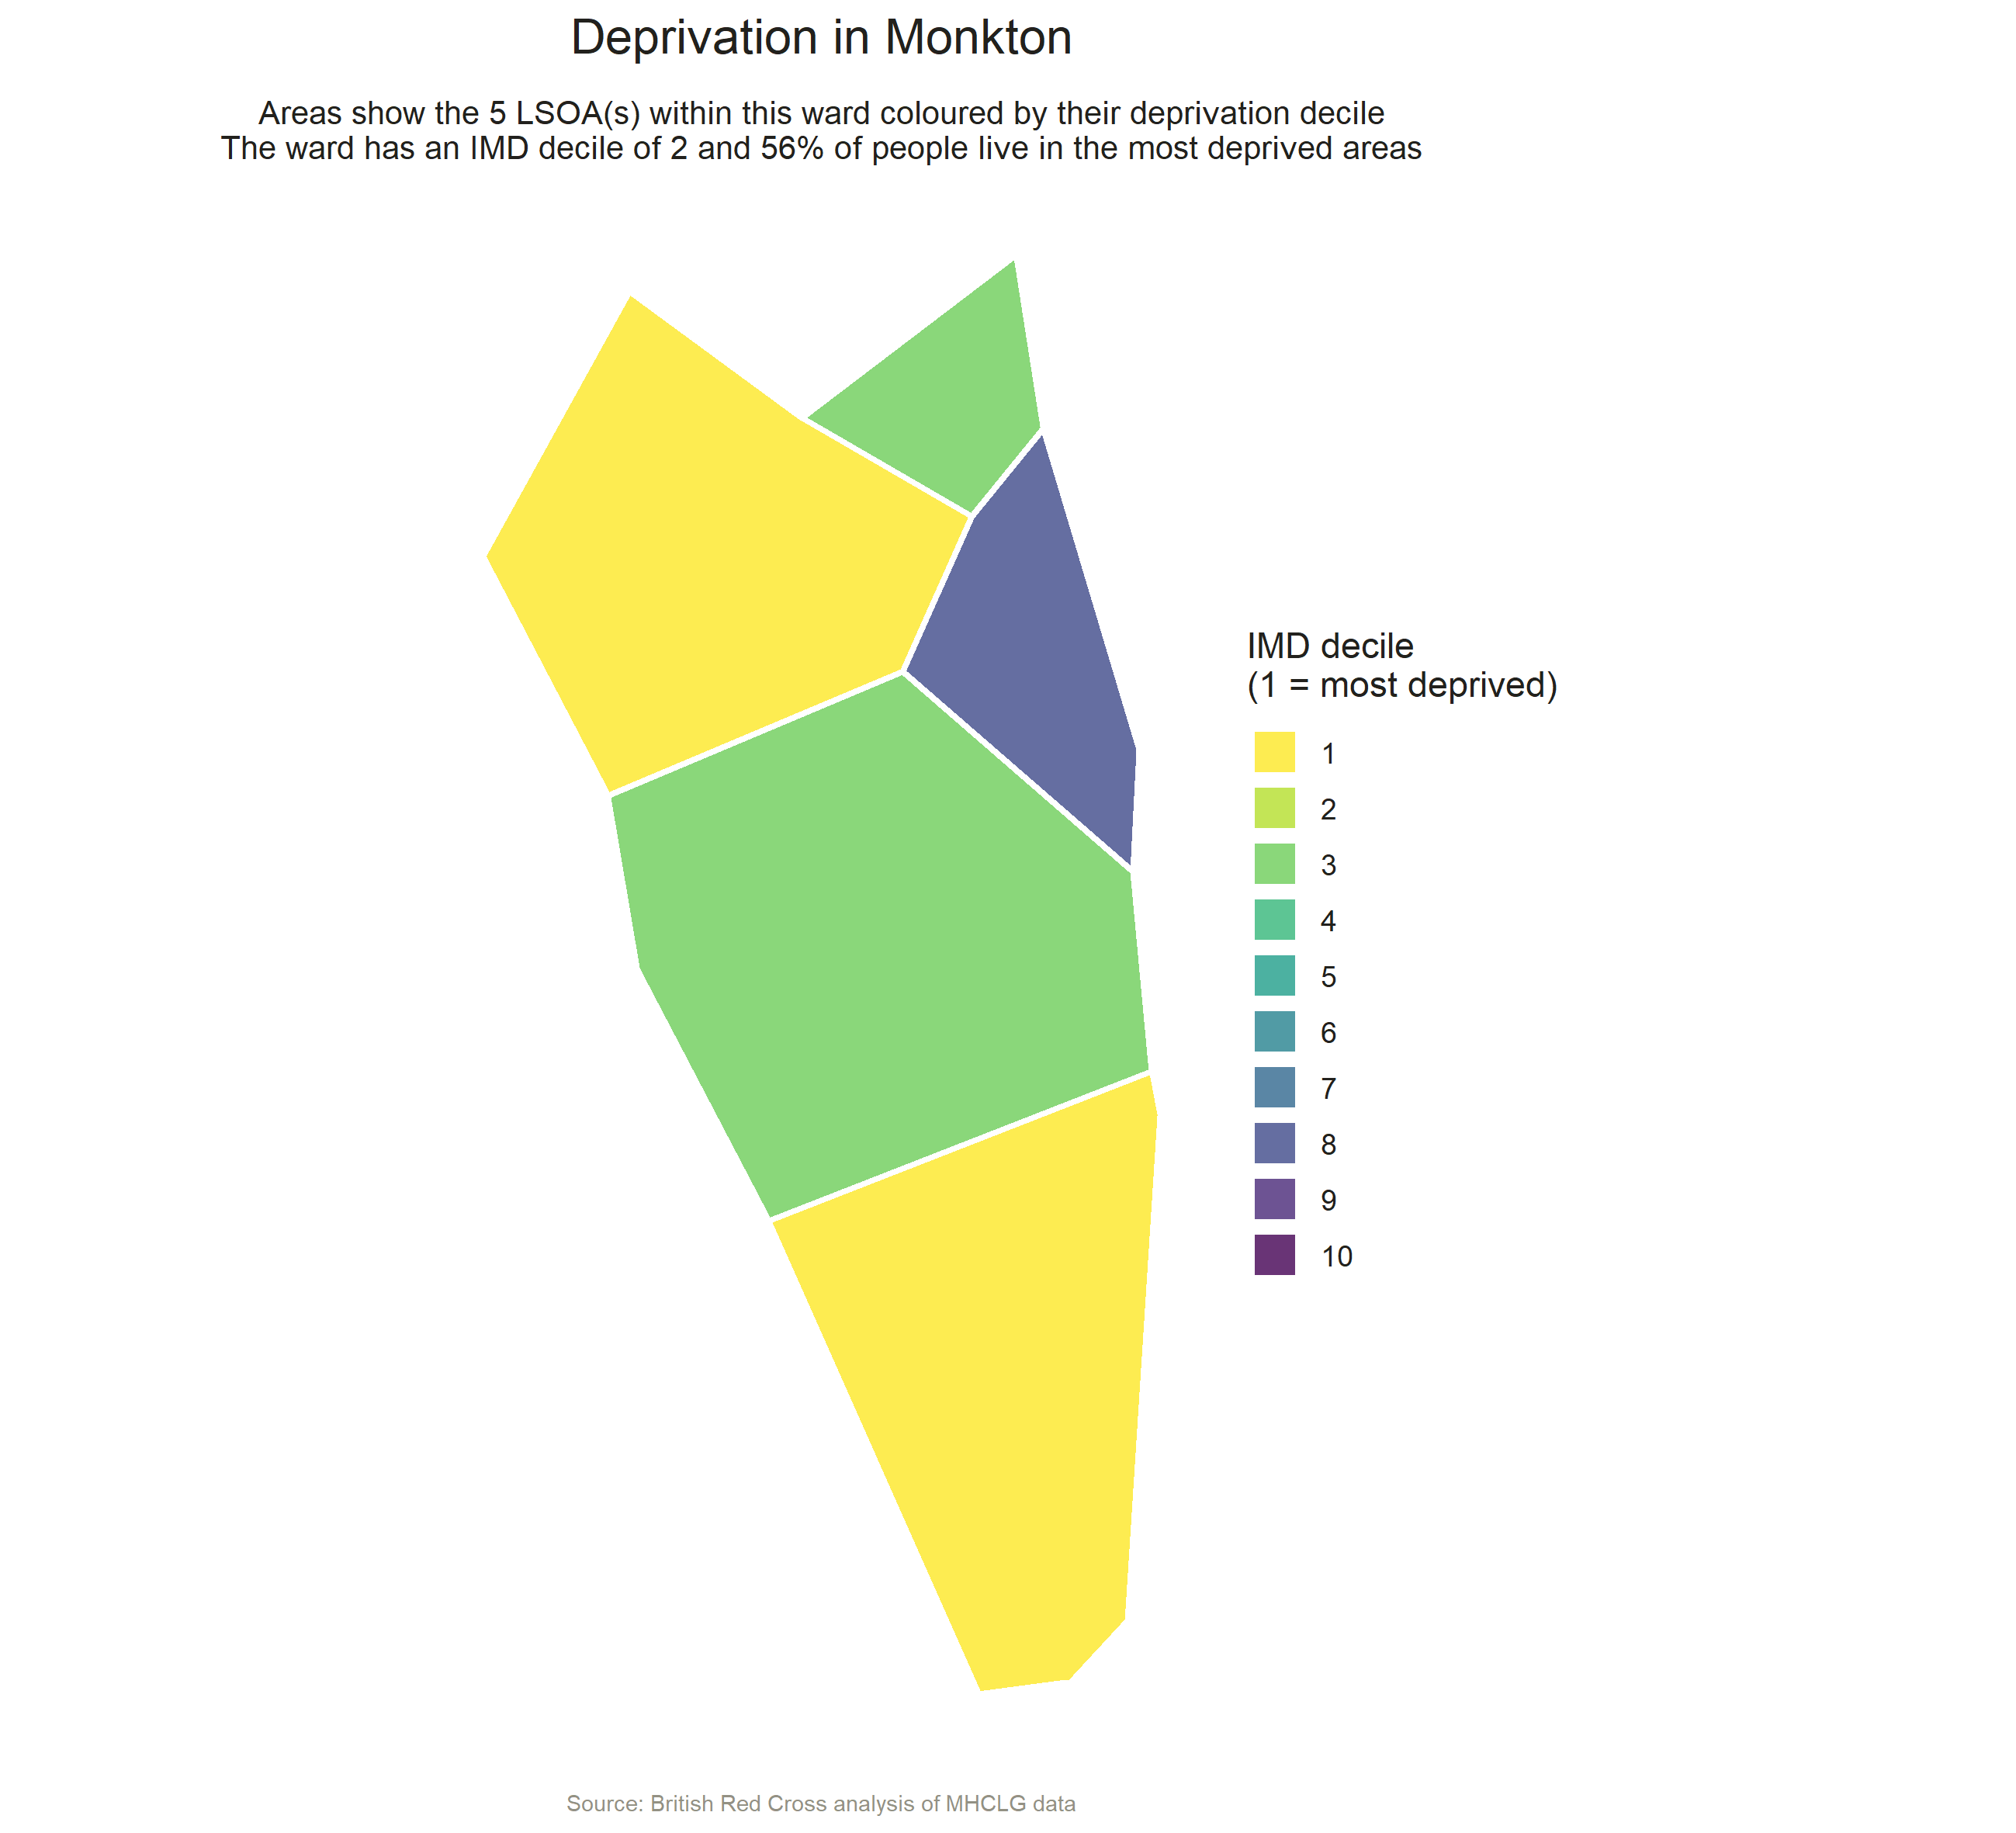 Deprivation in Monkton
Areas show the 5 LSOA(s) within this ward coloured by their deprivation decile
The ward has an IMD decile of 2 and 56% of people live in the most deprived areas
IMD decile
(1 = most deprived)
1
2
3
4
5
6
7
8
9
10
Source: British Red Cross analysis of MHCLG data